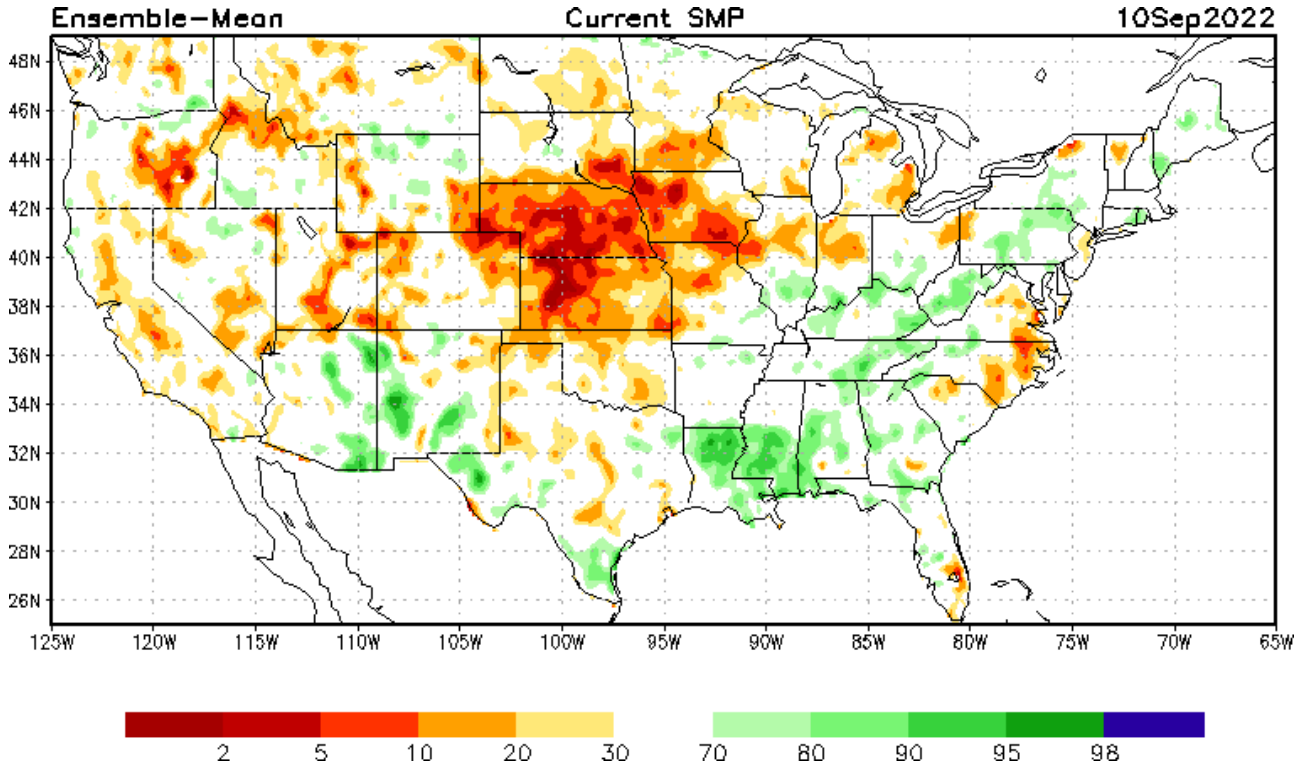 Ensemble-Mean Current SMP 10Sep2022
48N
46N
44N
42N
40N
38N
36N
34N
32N
30N
28N
26N
125W 120W 115W 110W 105W 100W 95W 90W 85W 80W 75W 70W 65W
2 5 10 20 30 70 80 90 95 98